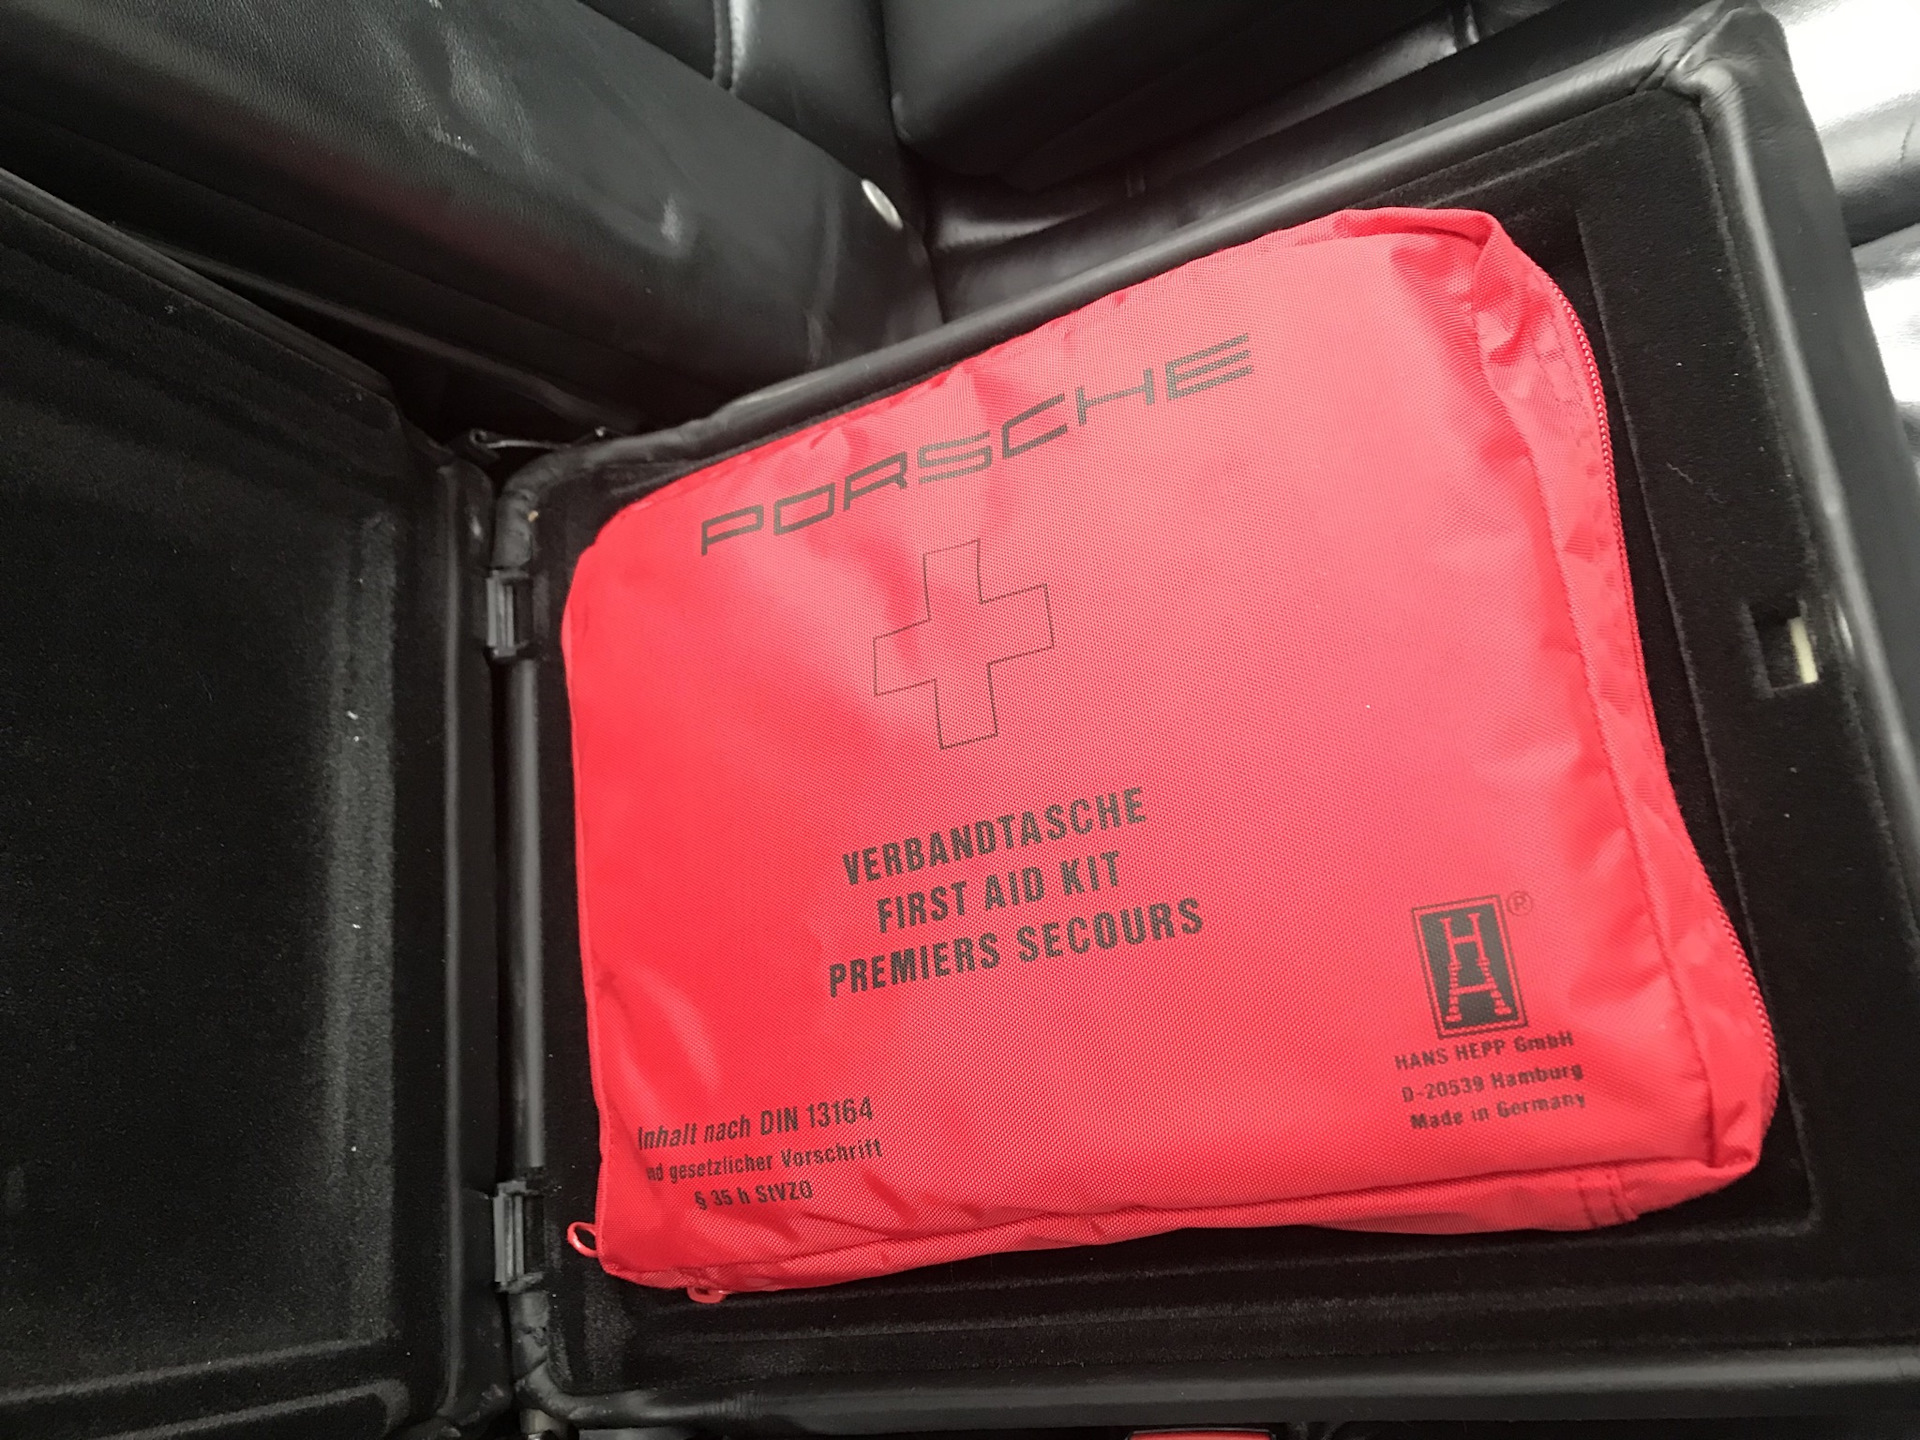 PORSCHE
VERBANDTASCHE
FIRST AID KIT
PREMIERS SECOURS
Inhalt nach DIN 13164
nd gesetzlicher Vorschrift
§ 35 h StVZO
H
®
HANS HEPP GmbH
D-20539 Hamburg
Made in Germany